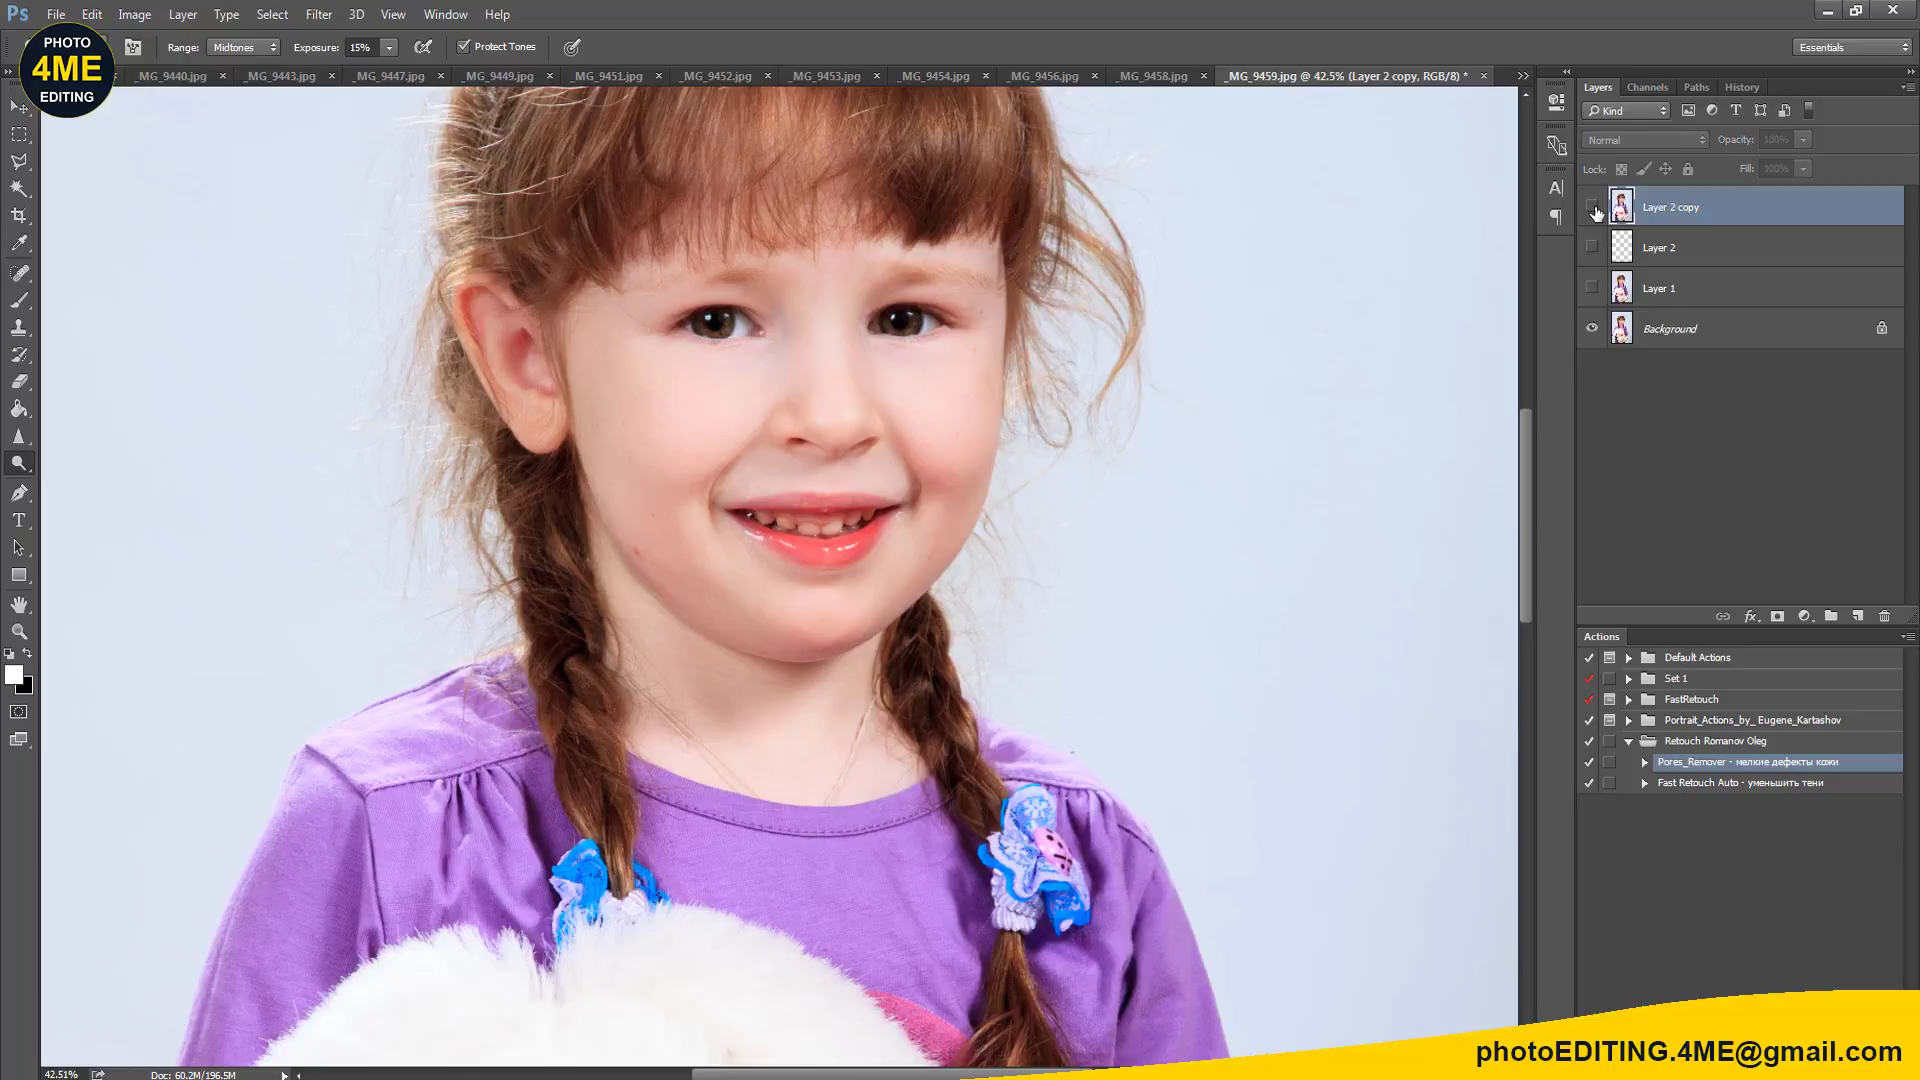 Ps File Edit Image Layer Type Select Filter 3D View Window Help
PHOTO
4ME
EDITING
Range: Midtones Exposure: 15% Protect Tones Essentials
_MG_9440.jpg × _MG_9443.jpg × _MG_9447.jpg × _MG_9449.jpg × _MG_9451.jpg × _MG_9452.jpg × _MG_9453.jpg × _MG_9454.jpg × _MG_9456.jpg × _MG_9458.jpg × _MG_9459.jpg @ 42.5% (Layer 2 copy, RGB/8) * ×
Layers Channels Paths History
Kind
Normal Opacity: 100%
Lock: Fill: 100%
Layer 2 copy
Layer 2
Layer 1
Background
Actions
Default Actions
Set 1
FastRetouch
Portrait_Actions_by_ Eugene_Kartashov
Retouch Romanov Oleg
Pores_Remover - мелкие дефекты кожи
Fast Retouch Auto - уменьшить тени
photoEDITING.4ME@gmail.com
42.51% Doc: 60.2M/196.5M